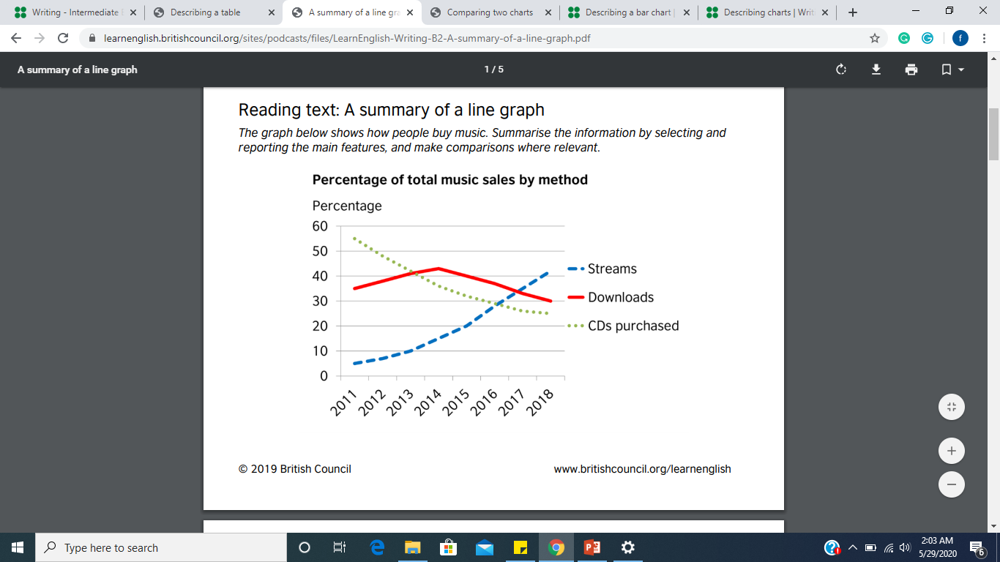 Writing - Intermediate E
Describing a table
A summary of a line gra
Comparing two charts
Describing a bar chart |
Describing charts | Writ
learnenglish.britishcouncil.org/sites/podcasts/files/LearnEnglish-Writing-B2-A-summary-of-a-line-graph.pdf
f
A summary of a line graph
1 / 5
Reading text: A summary of a line graph
The graph below shows how people buy music. Summarise the information by selecting and
reporting the main features, and make comparisons where relevant.
Percentage of total music sales by method
Percentage
60
50
40
30
20
10
0
Streams
Downloads
CDs purchased
2011 2012 2013 2014 2015 2016 2017 2018
© 2019 British Council
www.britishcouncil.org/learnenglish
Type here to search
2:03 AM
5/29/2020
6